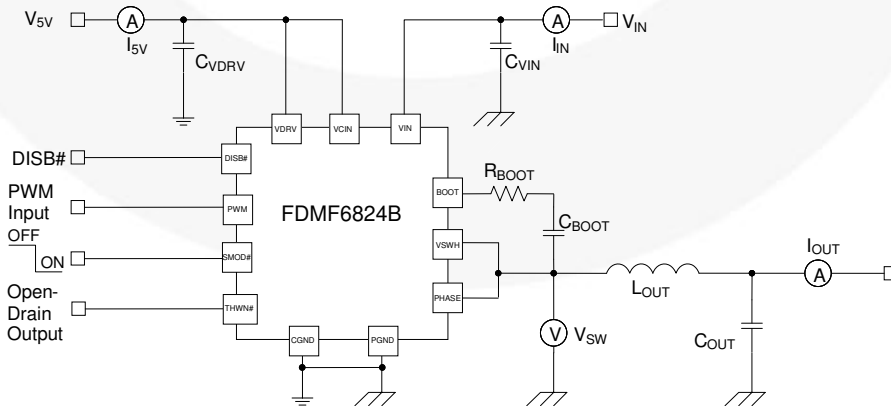 V5V
A
I5V
CVDRV
A
IIN
VIN
CVIN
VDRV
VCIN
VIN
DISB#
DISB#
PWM
Input
PWM
OFF
ON
SMOD#
Open-
Drain
Output
THWN#
FDMF6824B
BOOT
RBOOT
CBOOT
VSWH
PHASE
CGND
PGND
V
VSW
LOUT
IOUT
A
COUT